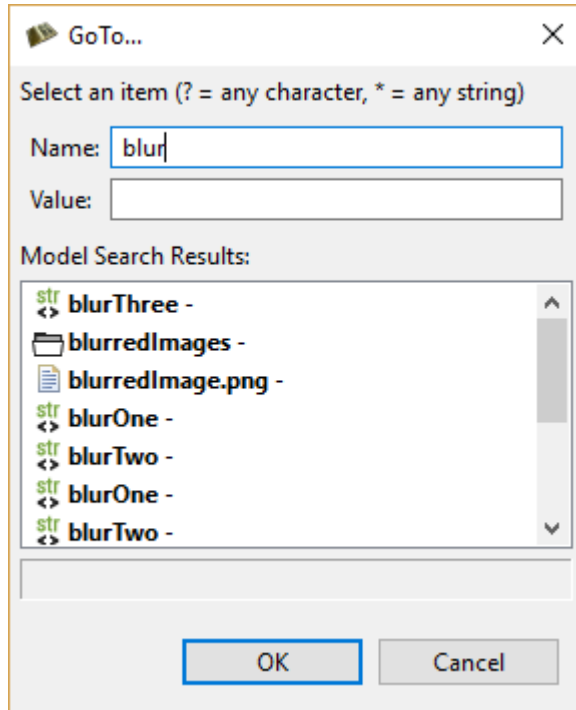 GoTo...
Select an item (? = any character, * = any string)
Name: blur
Value:
Model Search Results:
str <> blurThree -
blurredImages -
blurredImage.png -
str <> blurOne -
str <> blurTwo -
str <> blurOne -
str <> blurTwo -
OK Cancel